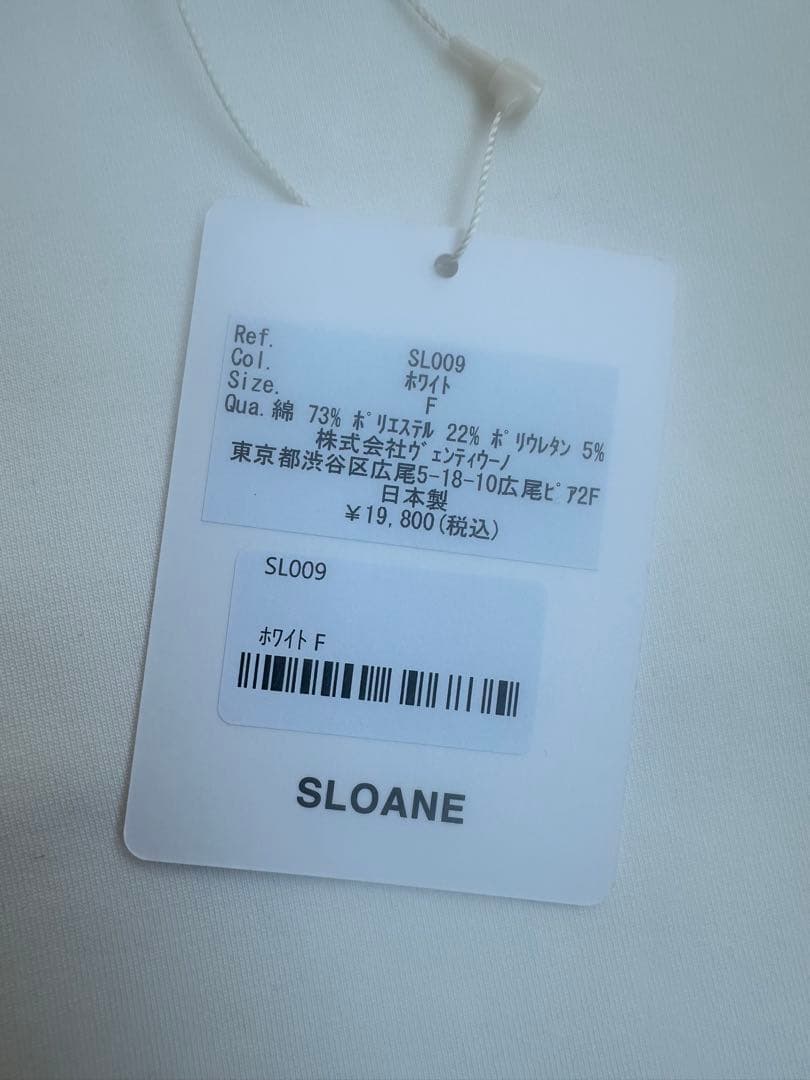 Ref. SL009
Col. ﾎﾜｲﾄ
Size. F
Qua. 綿 73% ﾎﾟﾘｴｽﾃﾙ 22% ﾎﾟﾘｳﾚﾀﾝ 5%
株式会社ｳﾞｪﾝﾃｨｳｰﾉ
東京都渋谷区広尾5-18-10広尾ﾋﾟｱ2F
日本製
￥19,800(税込)
SL009
ﾎﾜｲﾄ F
SLOANE